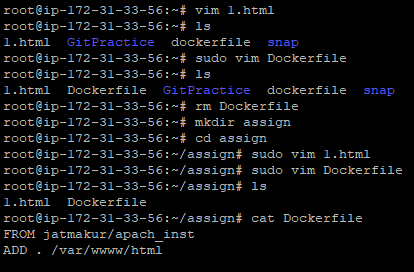 root@ip-172-31-33-56:~# vim 1.html
root@ip-172-31-33-56:~# ls
1.html  GitPractice  dockerfile  snap
root@ip-172-31-33-56:~# sudo vim Dockerfile
root@ip-172-31-33-56:~# ls
1.html  Dockerfile  GitPractice  dockerfile  snap
root@ip-172-31-33-56:~# rm Dockerfile
root@ip-172-31-33-56:~# mkdir assign
root@ip-172-31-33-56:~# cd assign
root@ip-172-31-33-56:~/assign# sudo vim 1.html
root@ip-172-31-33-56:~/assign# sudo vim Dockerfile
root@ip-172-31-33-56:~/assign# ls
1.html  Dockerfile
root@ip-172-31-33-56:~/assign# cat Dockerfile
FROM jatmakur/apach_inst
ADD . /var/wwww/html